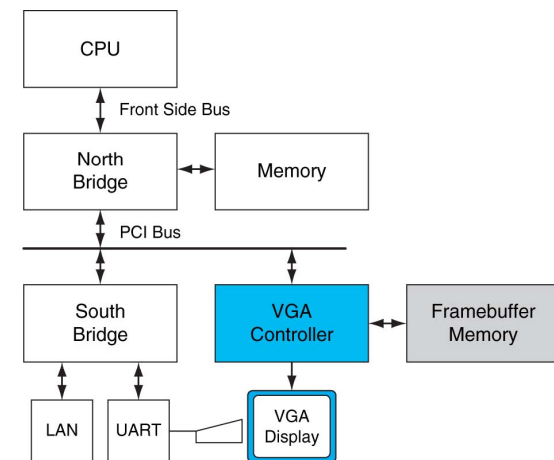 CPU
Front Side Bus
North
Bridge
Memory
PCI Bus
South
Bridge
VGA
Controller
Framebuffer
Memory
LAN
UART
VGA
Display